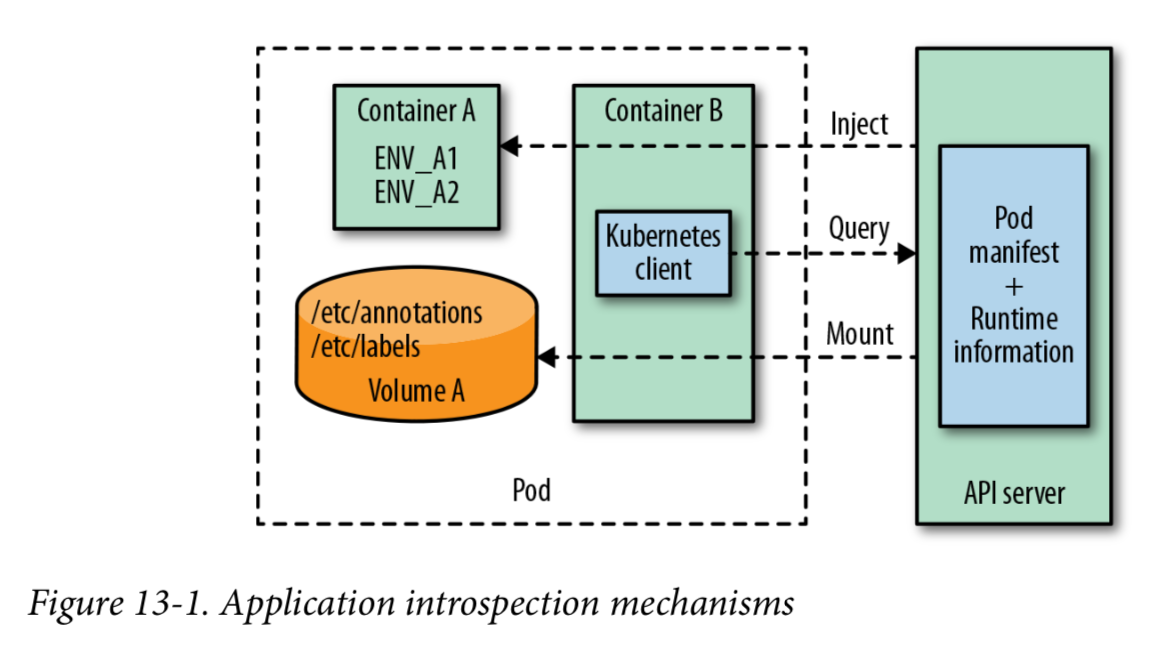 Container A
ENV_A1
ENV_A2
Container B
Kubernetes
client
Inject
Query
Mount
Pod
manifest
+
Runtime
information
API server
/etc/annotations
/etc/labels
Volume A
Pod
Figure 13-1. Application introspection mechanisms